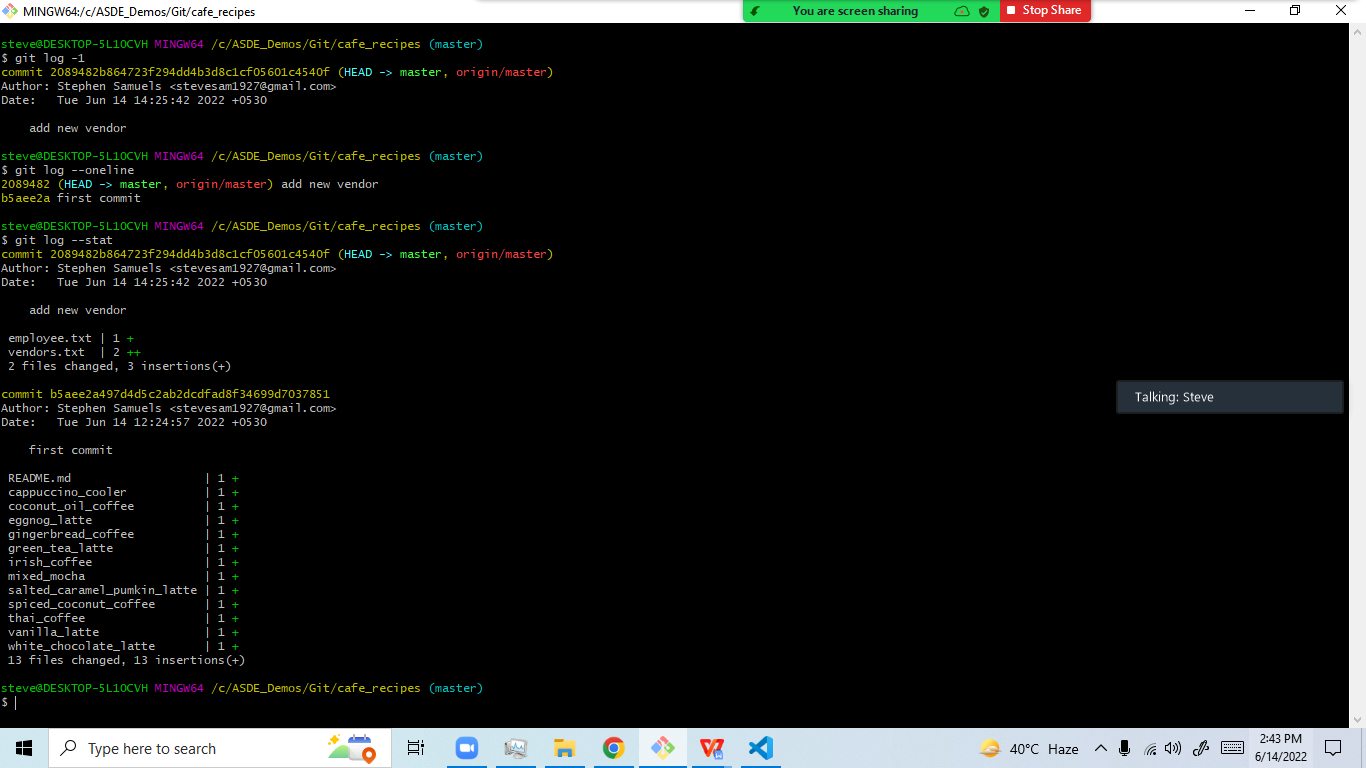 MINGW64:/c/ASDE_Demos/Git/cafe_recipes
You are screen sharing
Stop Share
steve@DESKTOP-5L1OCVH MINGW64 /c/ASDE_Demos/Git/cafe_recipes (master)
$ git log -1
commit 2089482b864723f294dd4b3d8c1cf05601c4540f (HEAD -> master, origin/master)
Author: Stephen Samuels <stevesam1927@gmail.com>
Date:   Tue Jun 14 14:25:42 2022 +0530
    add new vendor
steve@DESKTOP-5L1OCVH MINGW64 /c/ASDE_Demos/Git/cafe_recipes (master)
$ git log --oneline
2089482 (HEAD -> master, origin/master) add new vendor
b5aee2a first commit
steve@DESKTOP-5L1OCVH MINGW64 /c/ASDE_Demos/Git/cafe_recipes (master)
$ git log --stat
commit 2089482b864723f294dd4b3d8c1cf05601c4540f (HEAD -> master, origin/master)
Author: Stephen Samuels <stevesam1927@gmail.com>
Date:   Tue Jun 14 14:25:42 2022 +0530
    add new vendor
 employee.txt | 1 +
 vendors.txt  | 2 ++
 2 files changed, 3 insertions(+)
commit b5aee2a497d4d5c2ab2dcdfad8f34699d7037851
Talking: Steve
Author: Stephen Samuels <stevesam1927@gmail.com>
Date:   Tue Jun 14 12:24:57 2022 +0530
    first commit
 README.md                   | 1 +
 cappuccino_cooler           | 1 +
 coconut_oil_coffee          | 1 +
 eggnog_latte                | 1 +
 gingerbread_coffee          | 1 +
 green_tea_latte             | 1 +
 irish_coffee                | 1 +
 mixed_mocha                 | 1 +
 salted_caramel_pumkin_latte | 1 +
 spiced_coconut_coffee       | 1 +
 thai_coffee                 | 1 +
 vanilla_latte               | 1 +
 white_chocolate_latte       | 1 +
 13 files changed, 13 insertions(+)
steve@DESKTOP-5L1OCVH MINGW64 /c/ASDE_Demos/Git/cafe_recipes (master)
$
Type here to search
40°C Haze
2:43 PM
6/14/2022